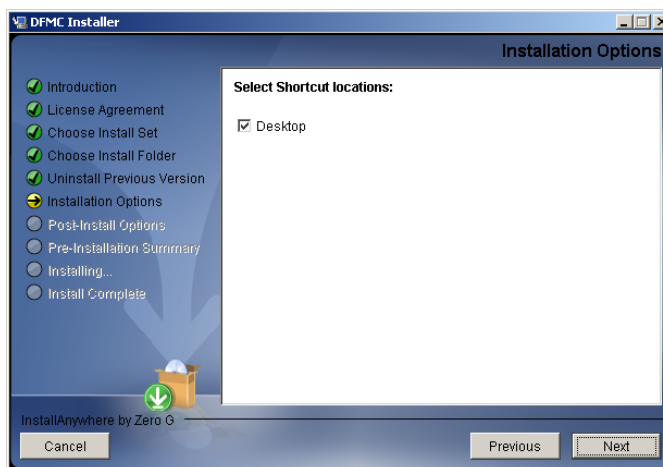 DFMC Installer
Installation Options
Introduction
License Agreement
Choose Install Set
Choose Install Folder
Uninstall Previous Version
Installation Options
Post-Install Options
Pre-Installation Summary
Installing...
Install Complete
Select Shortcut locations:
Desktop
InstallAnywhere by Zero G
Cancel
Previous
Next